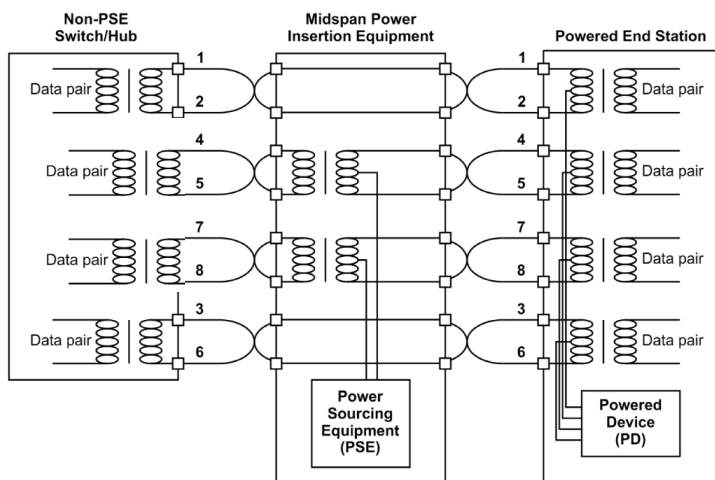 Non-PSE
Switch/Hub
Midspan Power
Insertion Equipment
Powered End Station
1
1
Data pair
Data pair
2
2
4
4
Data pair
Data pair
5
5
7
7
Data pair
Data pair
8
8
3
3
Data pair
Data pair
6
6
Power
Sourcing
Equipment
(PSE)
Powered
Device
(PD)